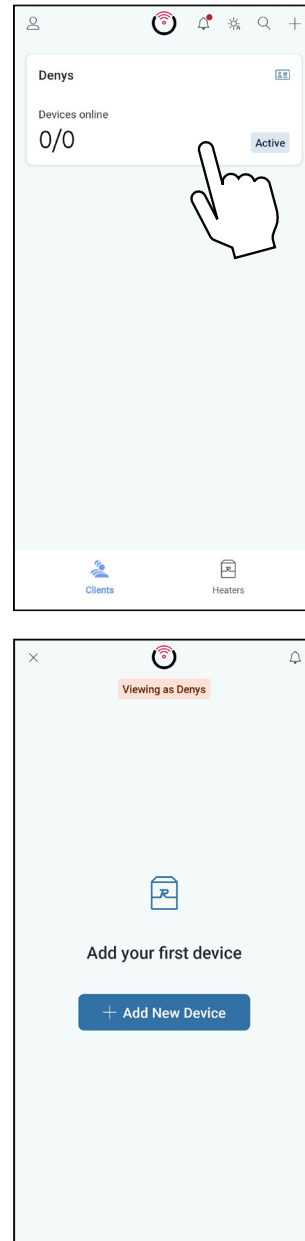 Denys
Devices online
0/0
Active
Clients
Heaters
Viewing as Denys
Add your first device
+ Add New Device